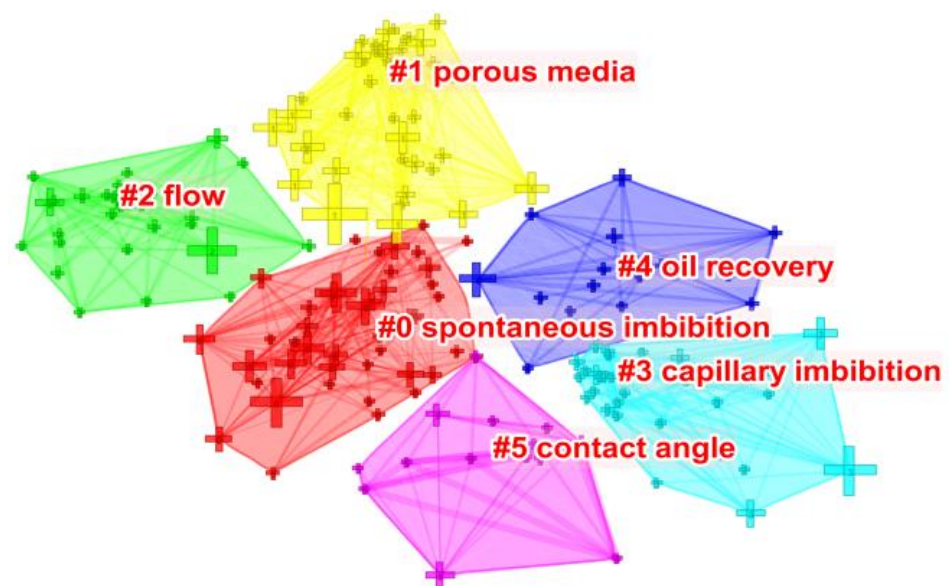 #1 porous media
#2 flow
#4 oil recovery
#0 spontaneous imbibition
#3 capillary imbibition
#5 contact angle